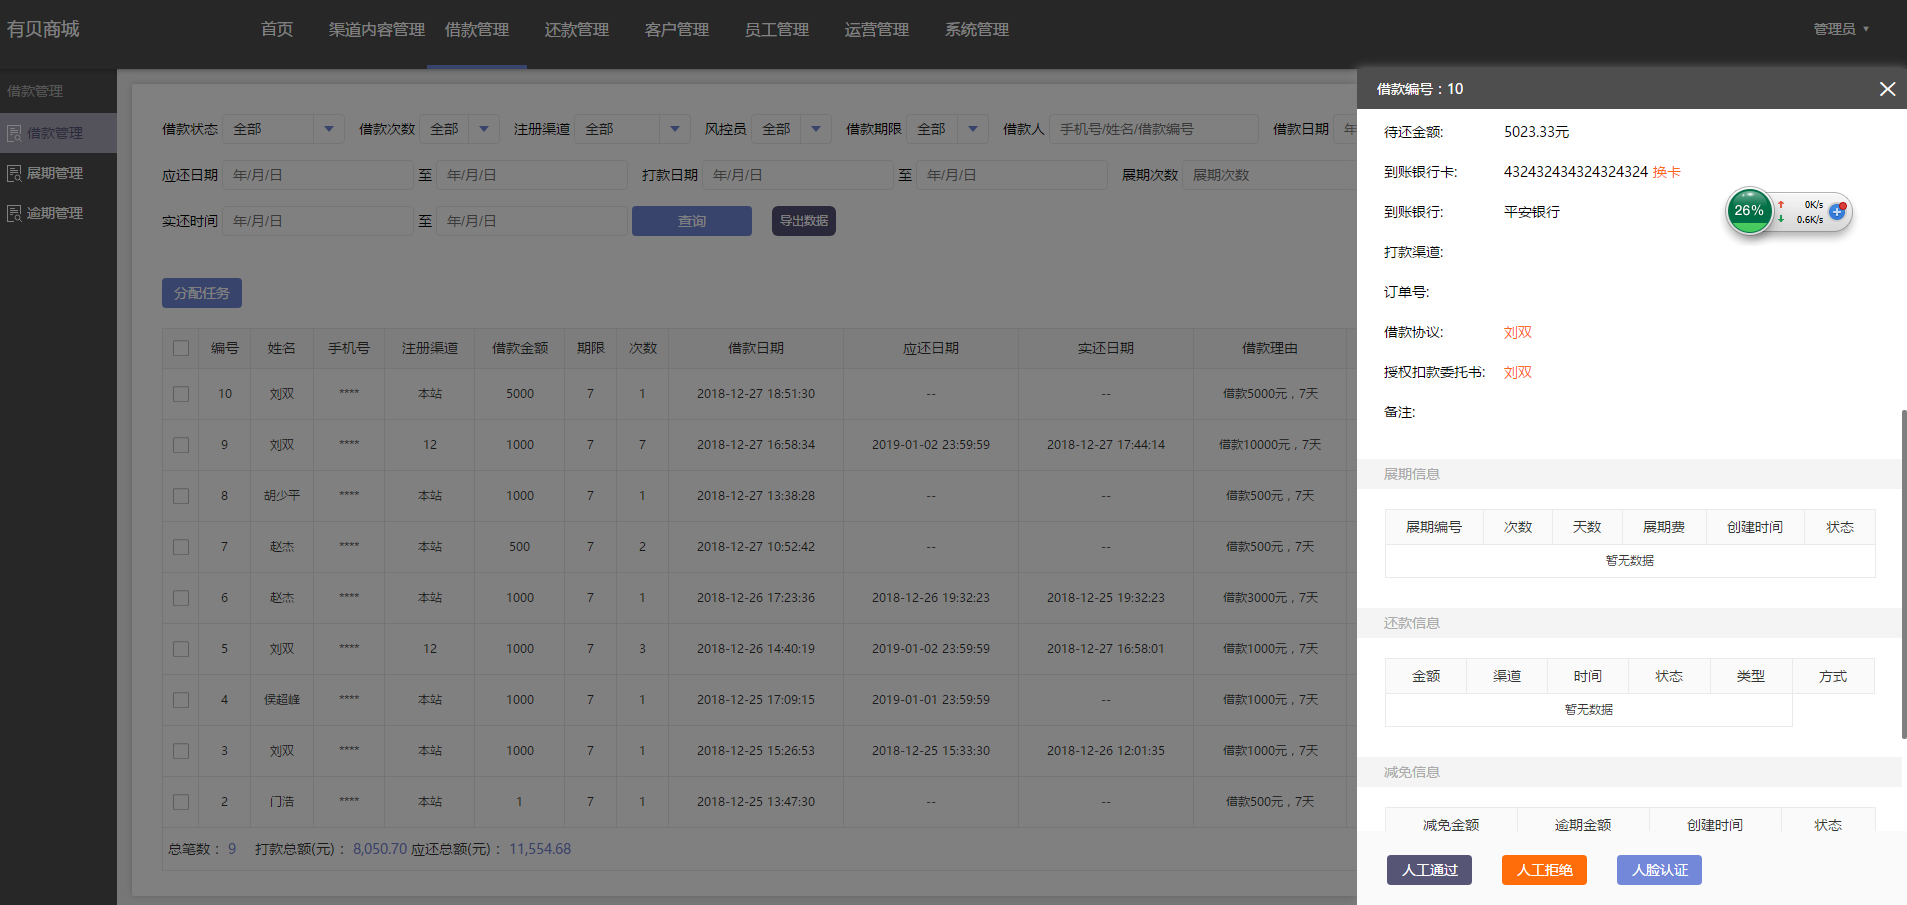 有贝商城 首页 渠道内容管理 借款管理 还款管理 客户管理 员工管理 运营管理 系统管理 管理员
借款管理
借款管理
展期管理
逾期管理
借款状态 全部 借款次数 全部 注册渠道 全部 风控员 全部 借款期限 全部 借款人 手机号/姓名/借款编号 借款日期 年
应还日期 年/月/日 至 年/月/日 打款日期 年/月/日 至 年/月/日 展期次数 展期次数
实还时间 年/月/日 至 年/月/日 查询 导出数据
分配任务
编号 姓名 手机号 注册渠道 借款金额 期限 次数 借款日期 应还日期 实还日期 借款理由
10 刘双 **** 本站 5000 7 1 2018-12-27 18:51:30 -- -- 借款5000元，7天
9 刘双 **** 12 1000 7 7 2018-12-27 16:58:34 2019-01-02 23:59:59 2018-12-27 17:44:14 借款10000元，7天
8 胡少平 **** 本站 1000 7 1 2018-12-27 13:38:28 -- -- 借款500元，7天
7 赵杰 **** 本站 500 7 2 2018-12-27 10:52:42 -- -- 借款500元，7天
6 赵杰 **** 本站 1000 7 1 2018-12-26 17:23:36 2018-12-26 19:32:23 2018-12-25 19:32:23 借款3000元，7天
5 刘双 **** 12 1000 7 3 2018-12-26 14:40:19 2019-01-02 23:59:59 2018-12-27 16:58:01 借款1000元，7天
4 侯超峰 **** 本站 1000 7 1 2018-12-25 17:09:15 2019-01-01 23:59:59 -- 借款1000元，7天
3 刘双 **** 本站 1000 7 1 2018-12-25 15:26:53 2018-12-25 15:33:30 2018-12-26 12:01:35 借款1000元，7天
2 门浩 **** 本站 1 7 1 2018-12-25 13:47:30 -- -- 借款500元，7天
总笔数： 9 打款总额(元)： 8,050.70 应还总额(元)： 11,554.68
借款编号：10
待还金额: 5023.33元
到账银行卡: 432432434324324324 换卡
到账银行: 平安银行
26% 0K/s
0.6K/s
打款渠道:
订单号:
借款协议: 刘双
授权扣款委托书: 刘双
备注:
展期信息
展期编号 次数 天数 展期费 创建时间 状态
暂无数据
还款信息
金额 渠道 时间 状态 类型 方式
暂无数据
减免信息
减免金额 逾期金额 创建时间 状态
人工通过 人工拒绝 人脸认证